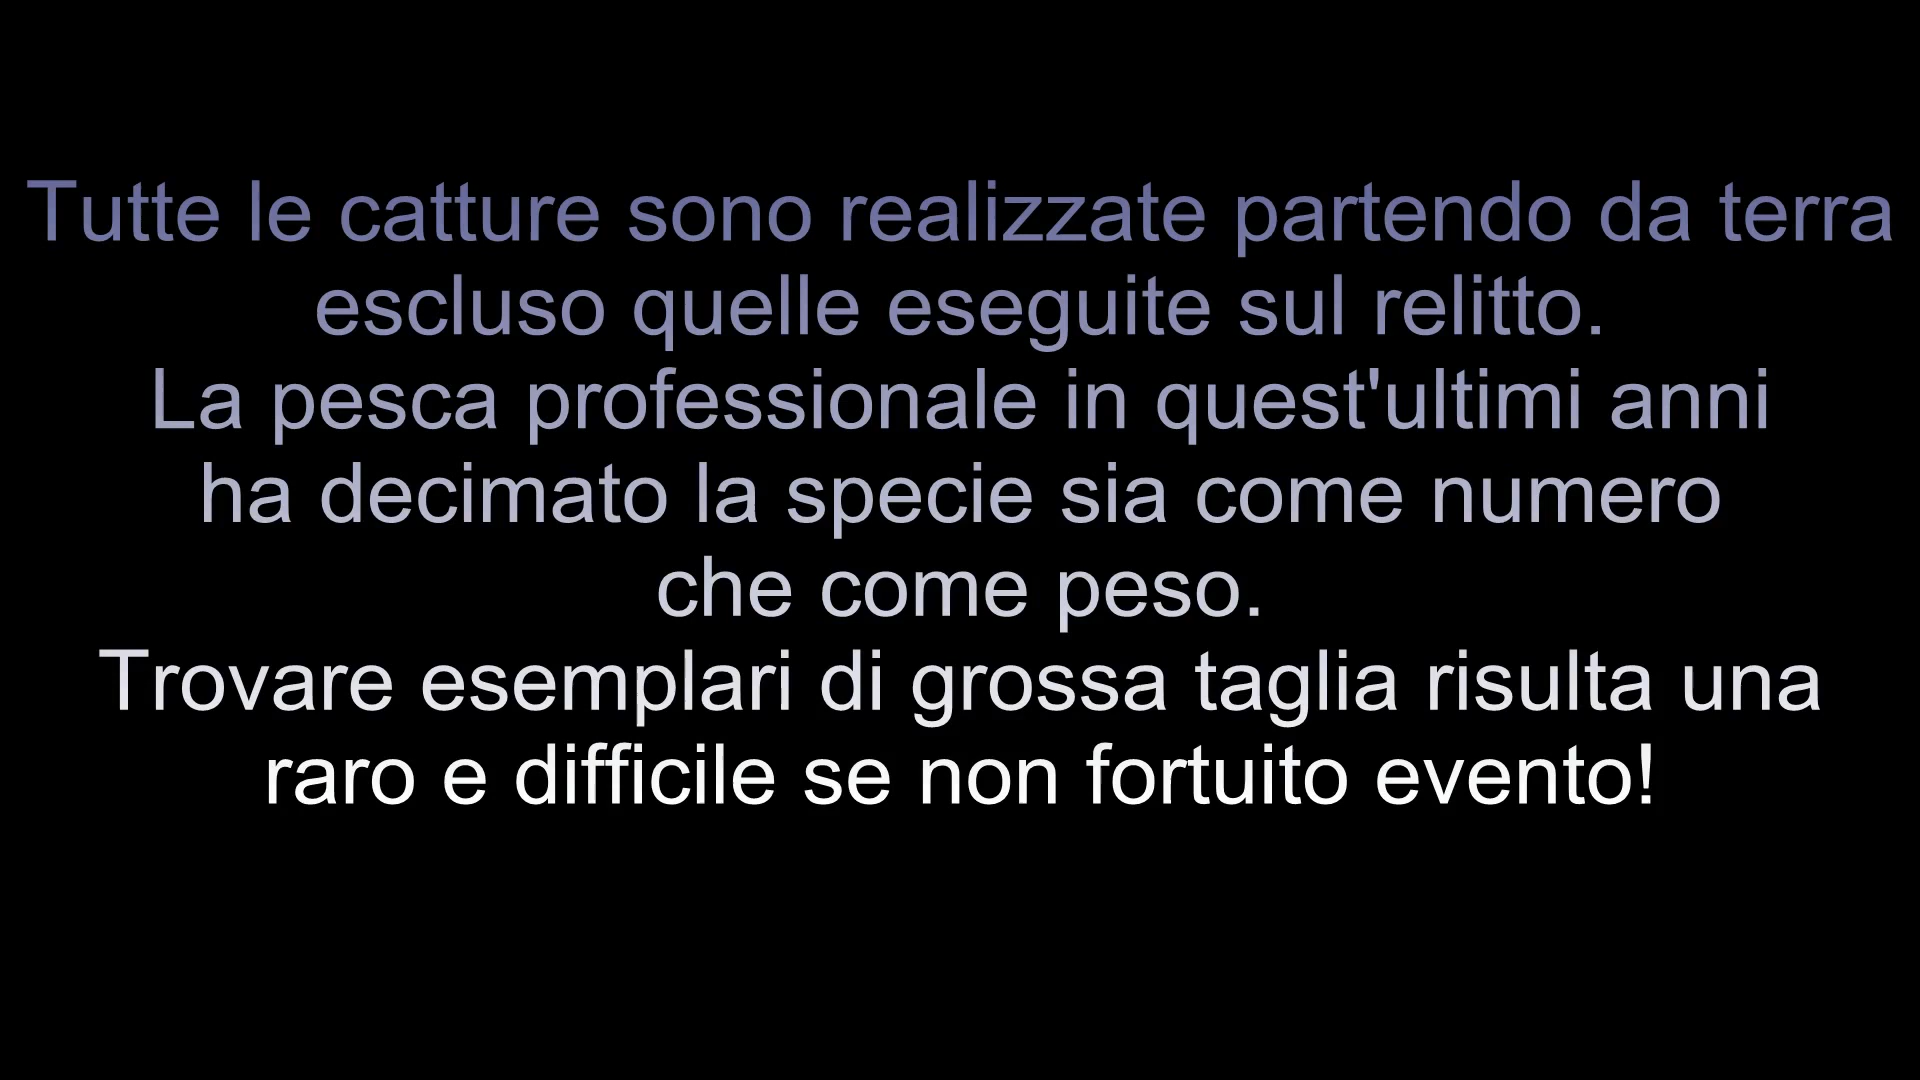 Tutte le catture sono realizzate partendo da terra
escluso quelle eseguite sul relitto.
La pesca professionale in quest'ultimi anni
ha decimato la specie sia come numero
che come peso.
Trovare esemplari di grossa taglia risulta una
raro e difficile se non fortuito evento!